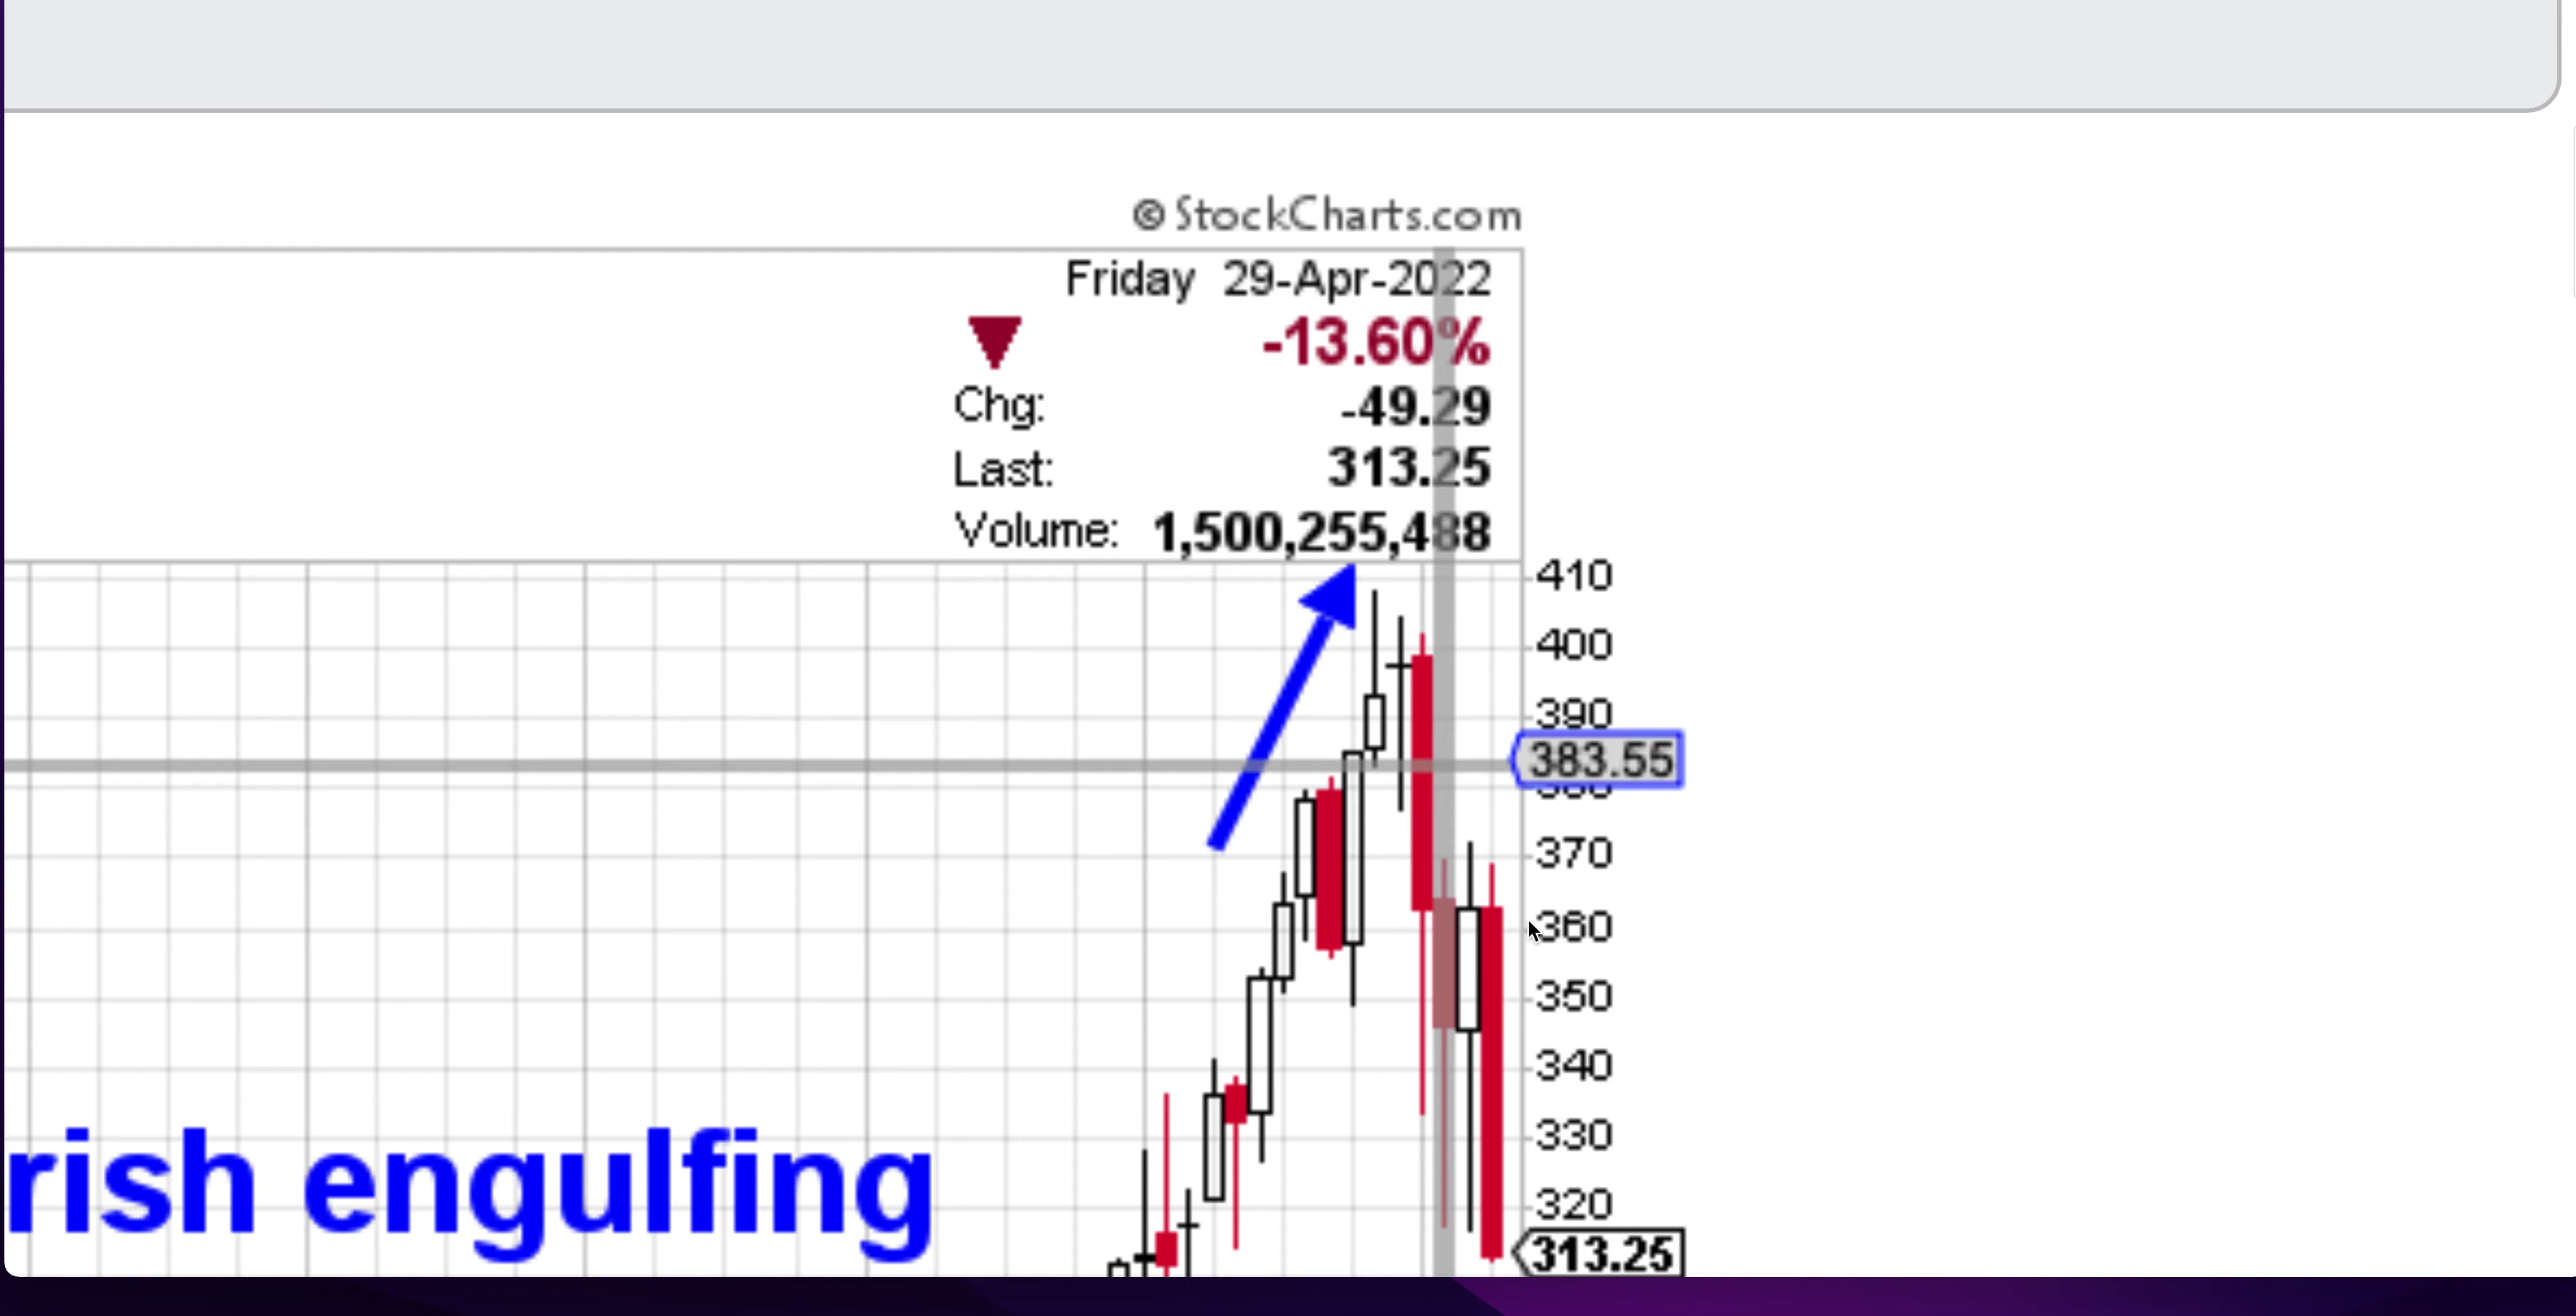 © StockCharts.com
Friday 29-Apr-2022
-13.60%
Chg: -49.29
Last: 313.25
Volume: 1,500,255,488
410
400
390
383.55
380
370
360
350
340
330
rish engulfing
320
313.25